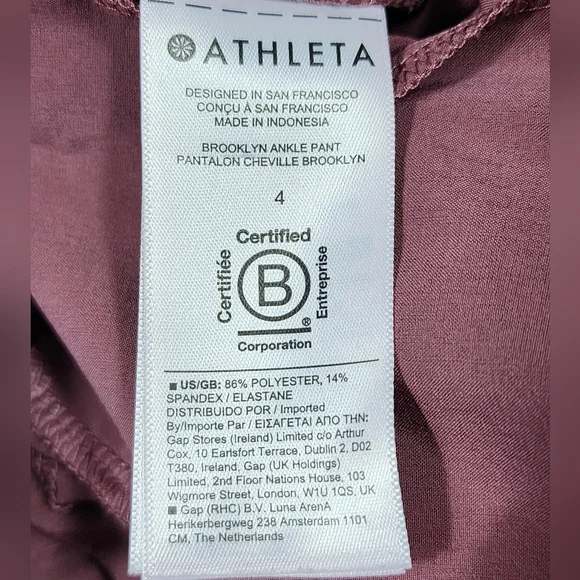 ATHLETA
DESIGNED IN SAN FRANCISCO
CONÇU À SAN FRANCISCO
MADE IN INDONESIA
BROOKLYN ANKLE PANT
PANTALON CHEVILLE BROOKLYN
4
Certified
Certifiée
B
Entreprise
®
Corporation
US/GB: 86% POLYESTER, 14%
SPANDEX / ELASTANE
DISTRIBUIDO POR / Imported
By/Importe Par / ΕΙΣΑΓΕΤΑΙ ΑΠΟ ΤΗΝ:
Gap Stores (Ireland) Limited c/o Arthur
Cox, 10 Earlsfort Terrace, Dublin 2, D02
T380, Ireland, Gap (UK Holdings)
Limited, 2nd Floor Nations House, 103
Wigmore Street, London, W1U 1QS, UK
Gap (RHC) B.V. Luna ArenA
Herikerbergweg 238 Amsterdam 1101
CM, The Netherlands